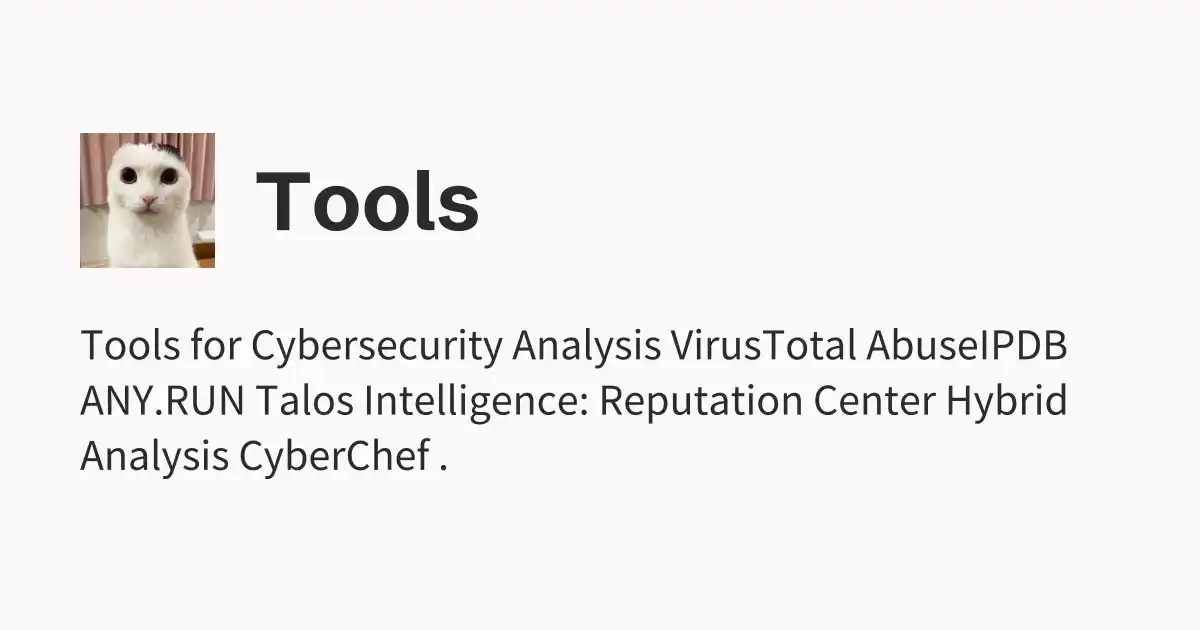 Tools
Tools for Cybersecurity Analysis VirusTotal AbuseIPDB
ANY.RUN Talos Intelligence: Reputation Center Hybrid
Analysis CyberChef .